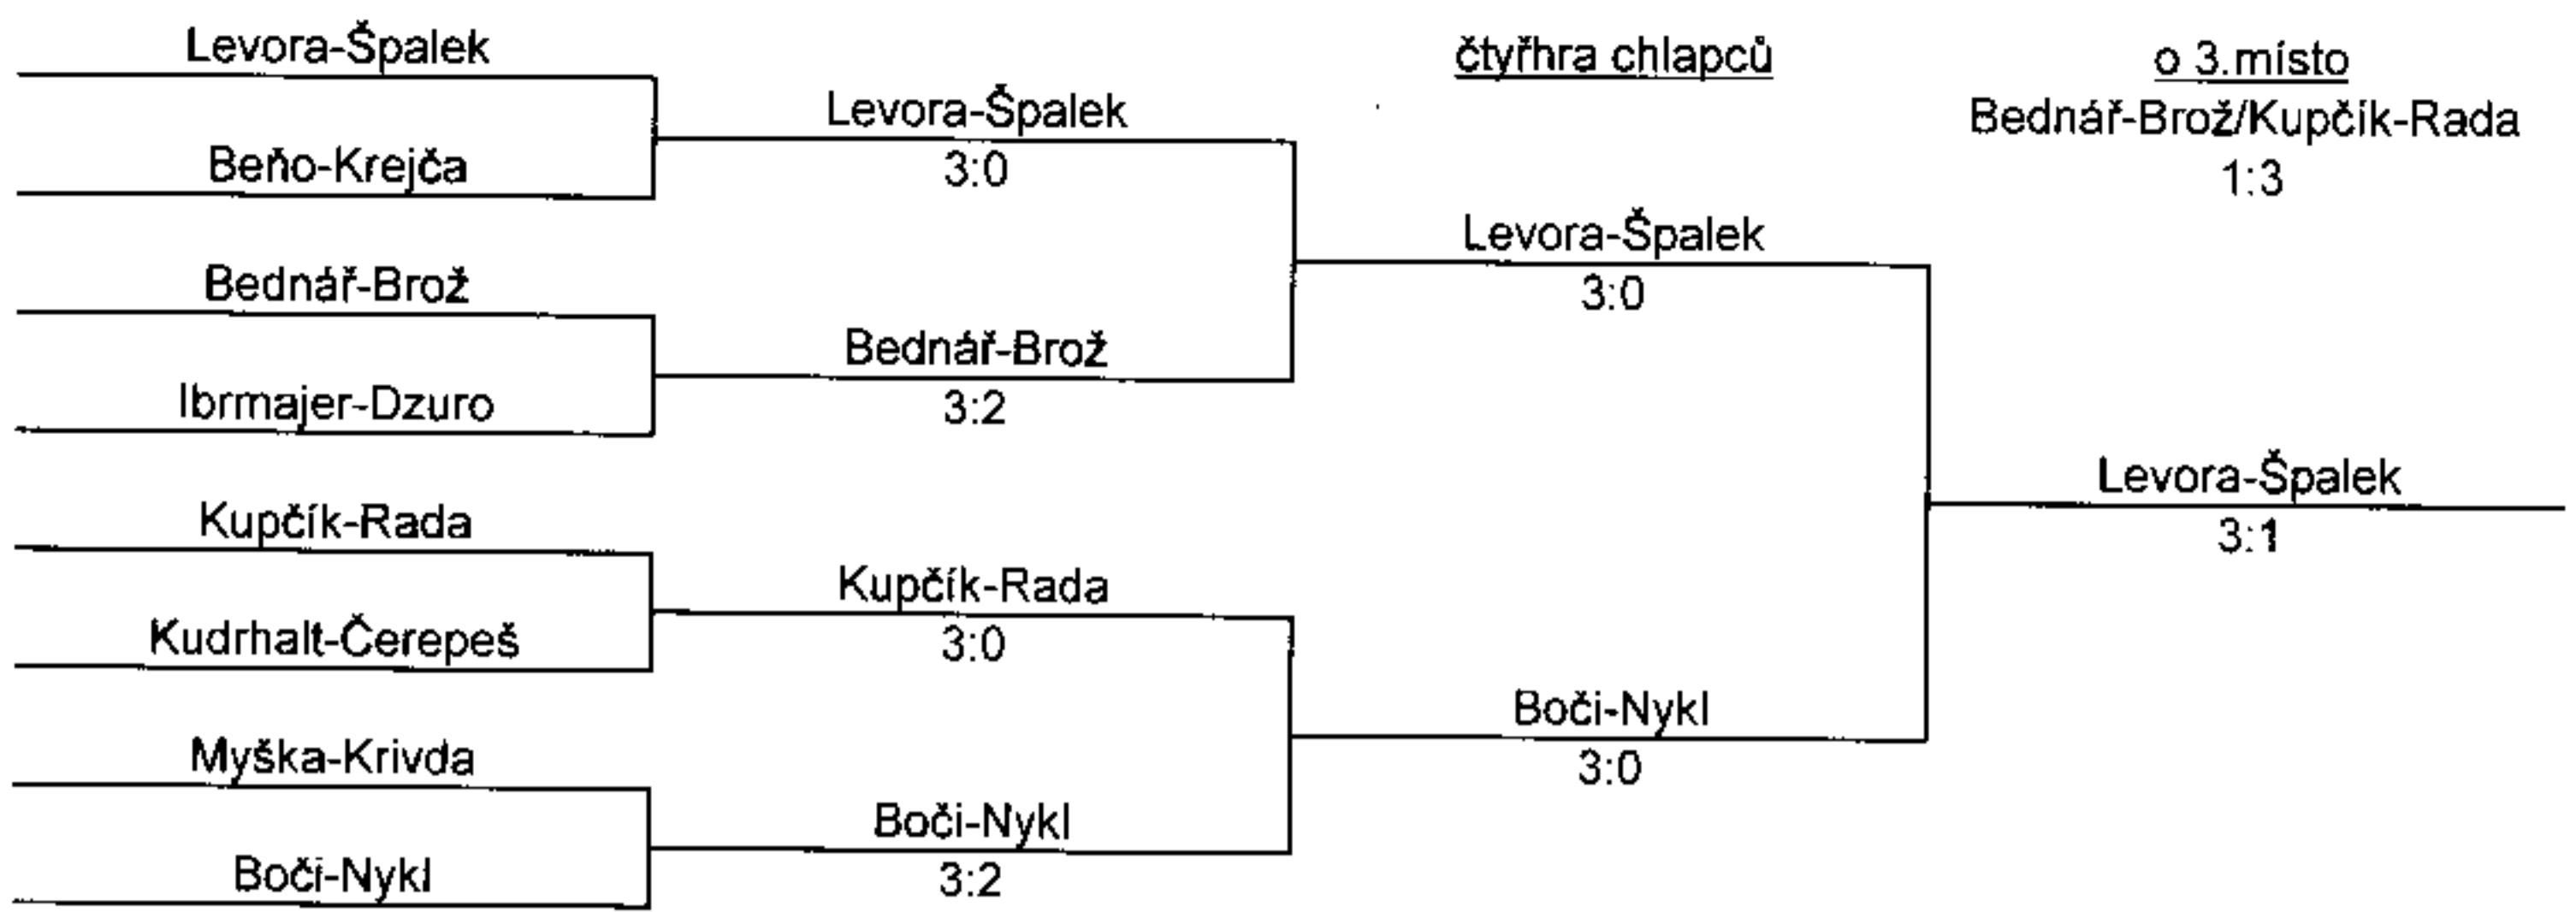 Levora-Špalek
Beňo-Krejča
Bednář-Brož
Ibrmajer-Dzuro
Kupčík-Rada
Kudrhalt-Čerepeš
Myška-Krivda
Boči-Nykl
Levora-Špalek
3:0
Bednář-Brož
3:2
Kupčík-Rada
3:0
Boči-Nykl
3:2
čtyřhra chlapců
Levora-Špalek
3:0
Boči-Nykl
3:0
o 3.místo
Bednář-Brož/Kupčík-Rada
1:3
Levora-Špalek
3:1